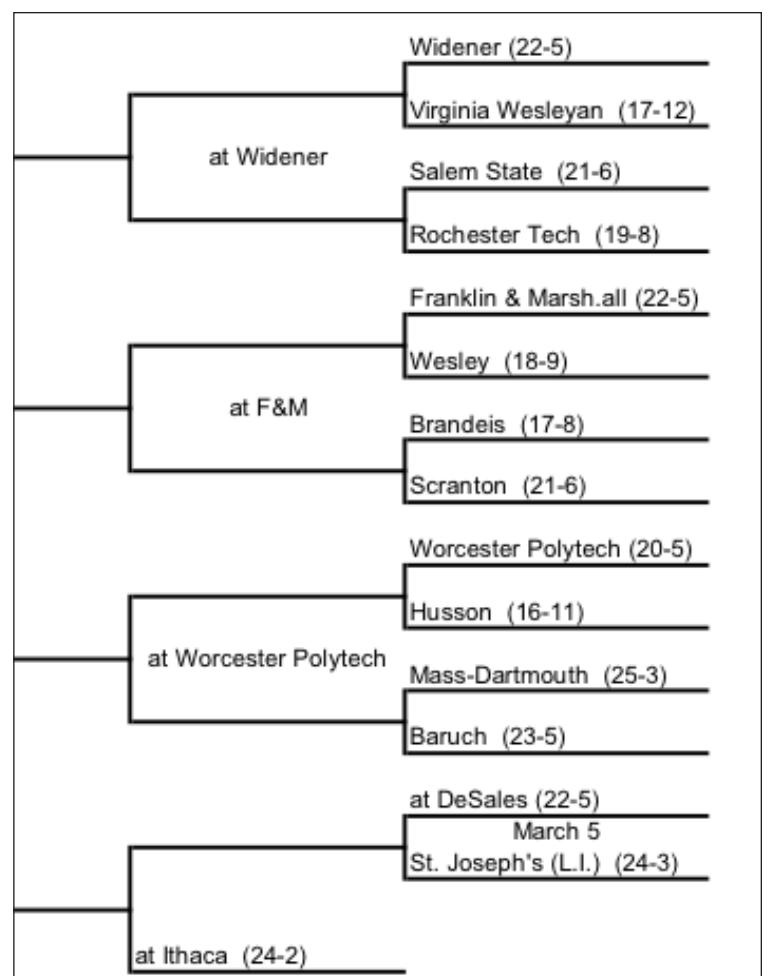 Widener (22-5)
Virginia Wesleyan (17-12)
at Widener
Salem State (21-6)
Rochester Tech (19-8)
Franklin & Marsh.all (22-5)
Wesley (18-9)
at F&M
Brandeis (17-8)
Scranton (21-6)
Worcester Polytech (20-5)
Husson (16-11)
at Worcester Polytech
Mass-Dartmouth (25-3)
Baruch (23-5)
at DeSales (22-5)
March 5
St. Joseph's (L.I.) (24-3)
at Ithaca (24-2)